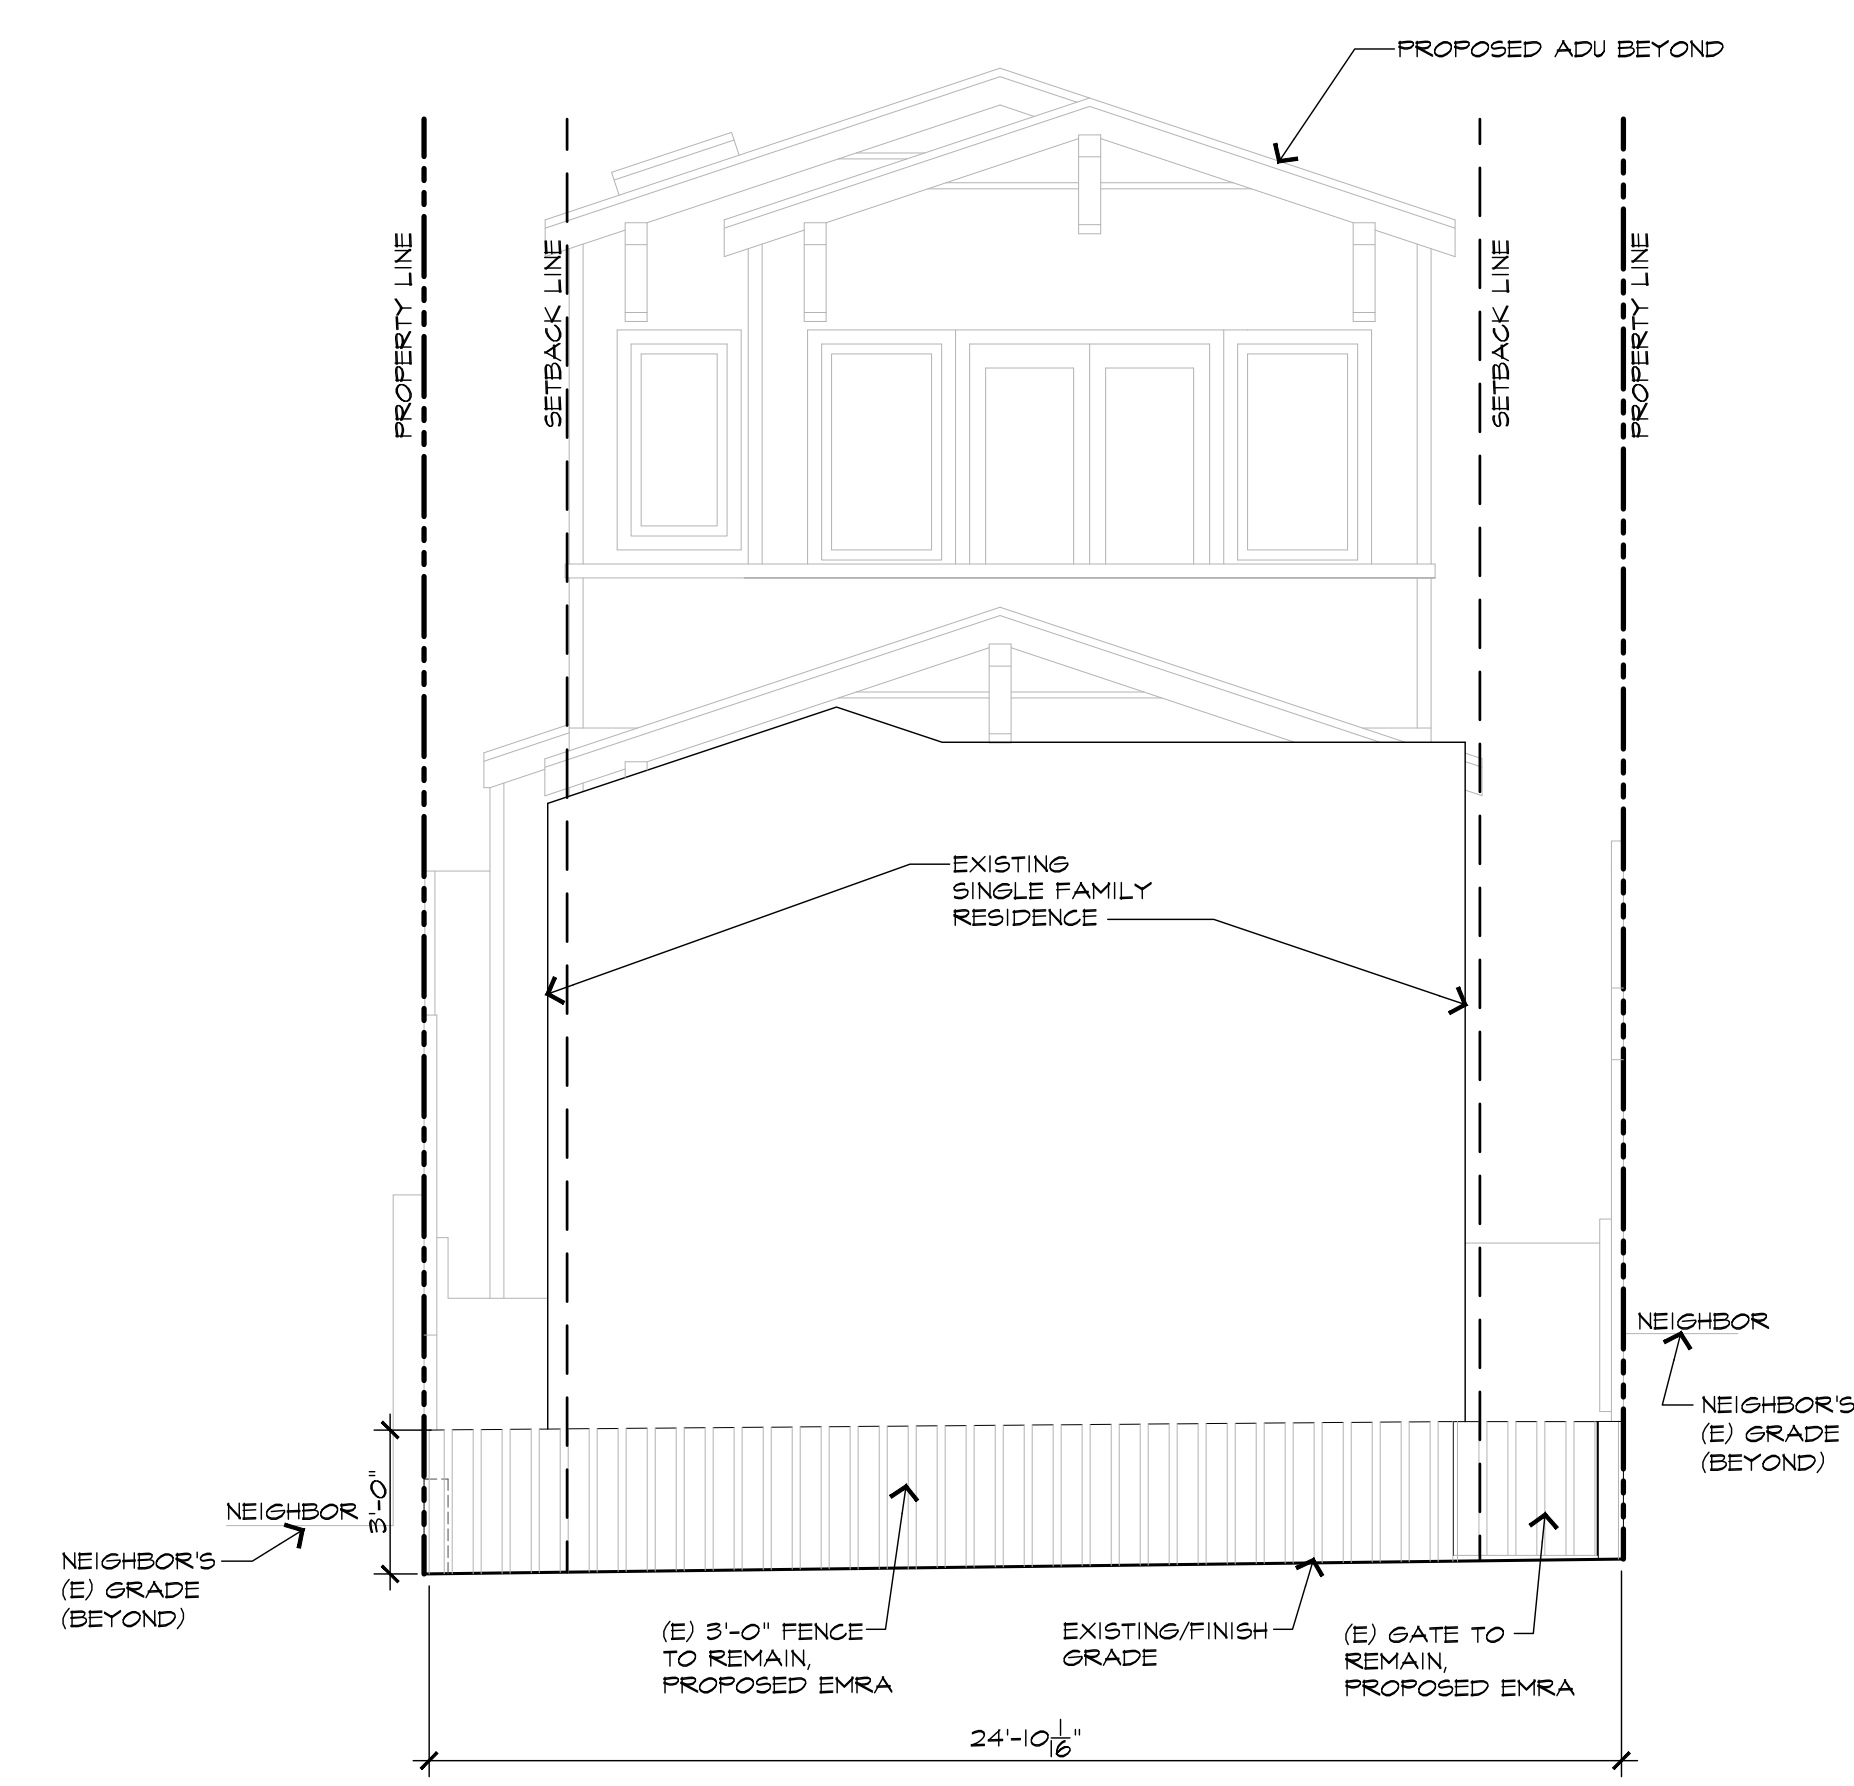 PROPOSED ADU BEYOND
PROPERTY LINE
SETBACK LINE
SETBACK LINE
PROPERTY LINE
EXISTING
SINGLE FAMILY
RESIDENCE
NEIGHBOR
NEIGHBOR'S
(E) GRADE
(BEYOND)
3'-0"
NEIGHBOR
NEIGHBOR'S
(E) GRADE
(BEYOND)
(E) 3'-0" FENCE
TO REMAIN,
PROPOSED EMRA
EXISTING/FINISH
GRADE
(E) GATE TO
REMAIN,
PROPOSED EMRA
24'-10 1/16"